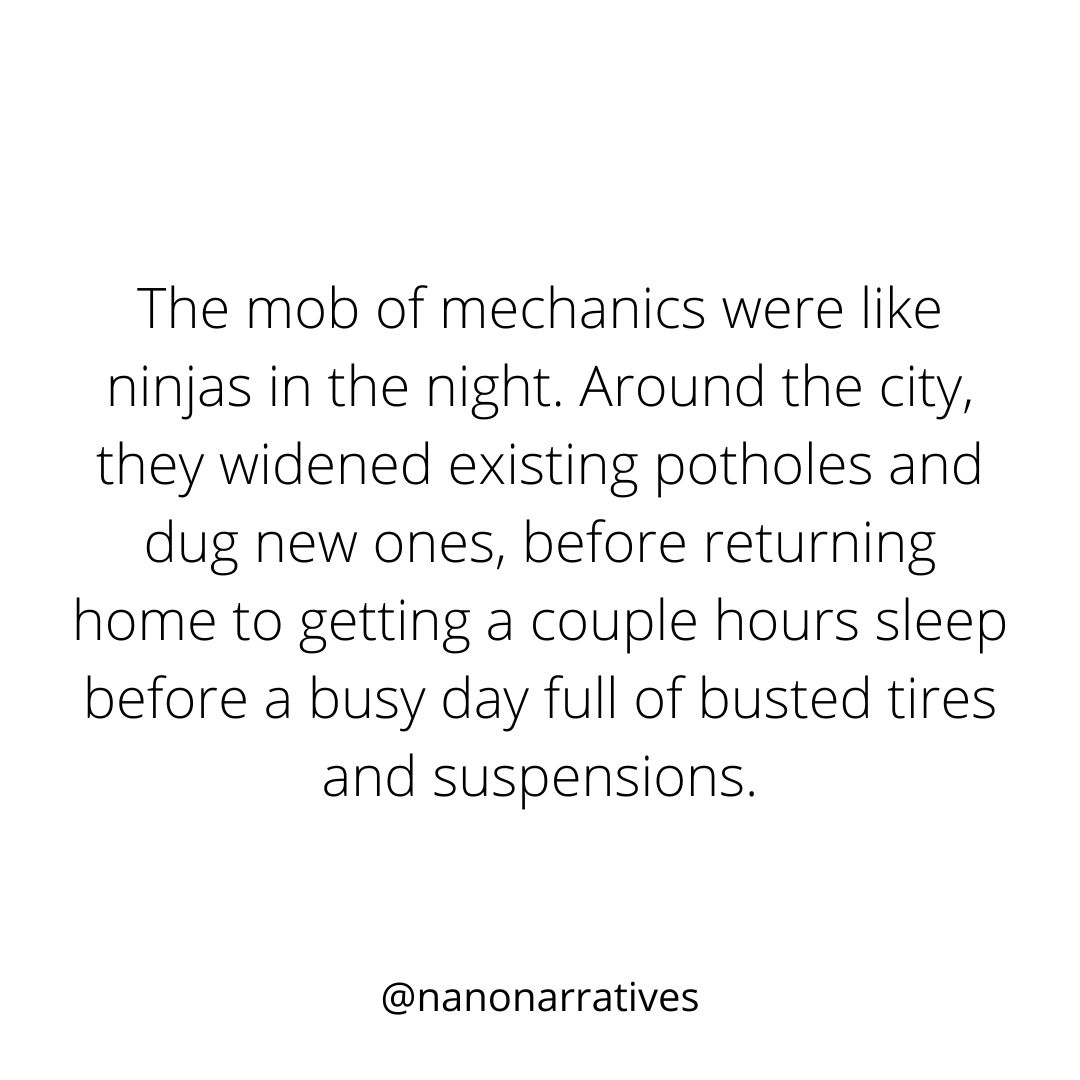 The mob of mechanics were like
ninjas in the night. Around the city,
they widened existing potholes and
dug new ones, before returning
home to getting a couple hours sleep
before a busy day full of busted tires
and suspensions.
@nanonarratives